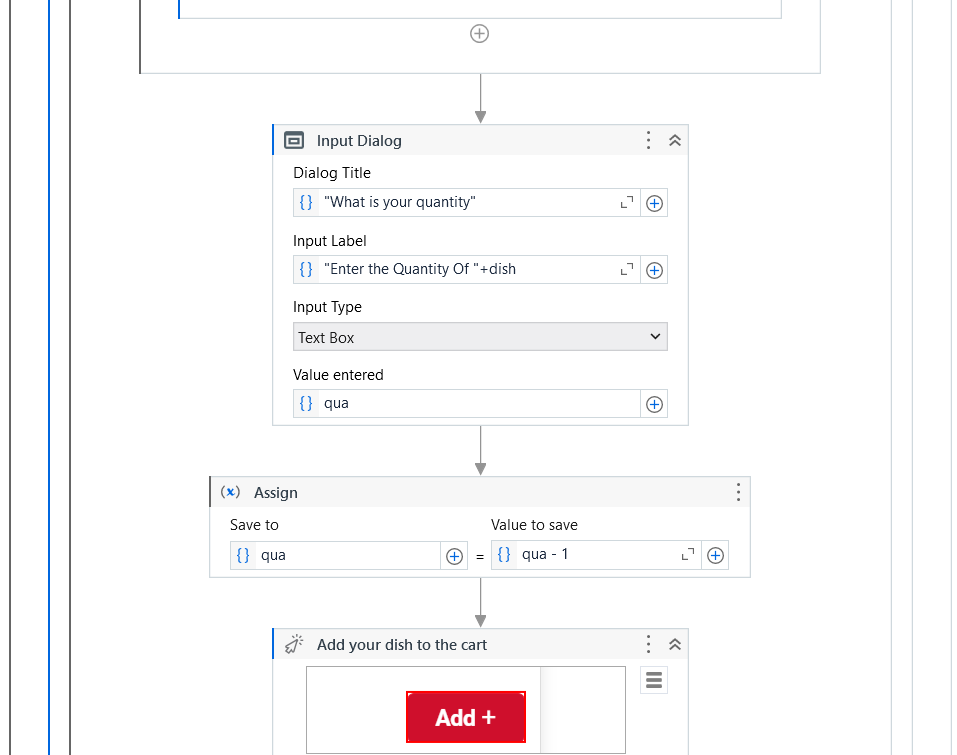 Input Dialog
Dialog Title
{} "What is your quantity"
Input Label
{} "Enter the Quantity Of "+dish
Input Type
Text Box
Value entered
{} qua
(x) Assign
Save to Value to save
{} qua = {} qua - 1
Add your dish to the cart
Add +